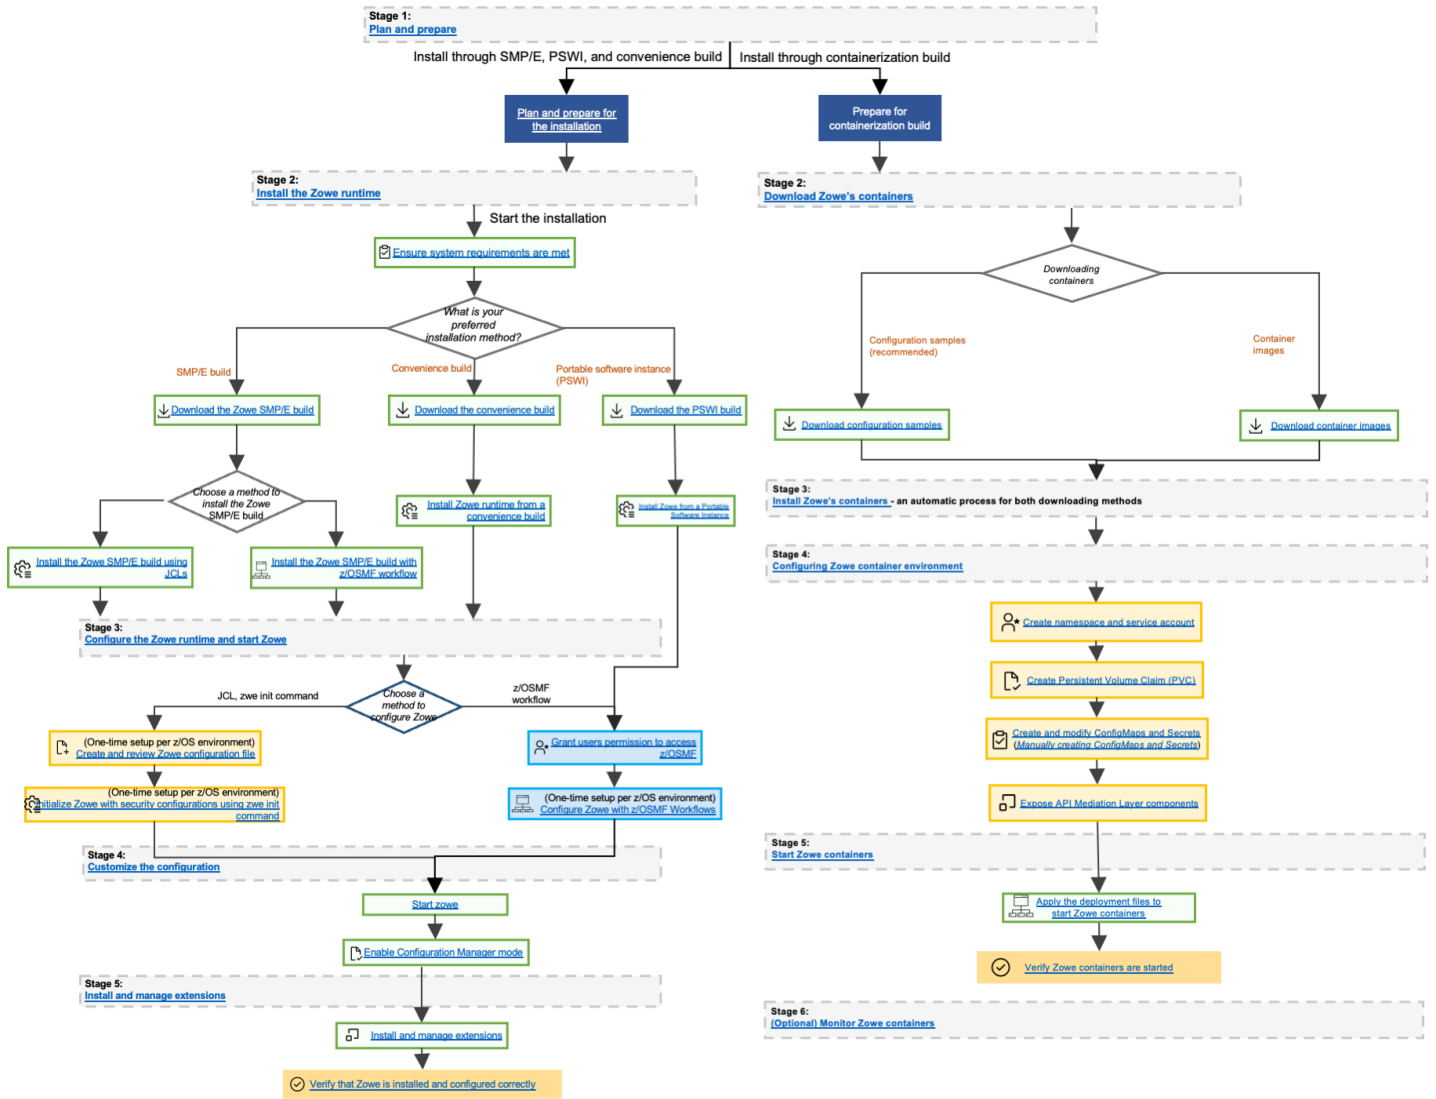 Stage 1:
Plan and prepare
Install through SMP/E, PSWI, and convenience build
Install through containerization build
Plan and prepare for
the installation
Prepare for
containerization build
Stage 2:
Install the Zowe runtime
Start the installation
Ensure system requirements are met
What is your
preferred
installation method?
SMP/E build
Convenience build
Portable software instance
(PSWI)
Download the Zowe SMP/E build
Download the convenience build
Download the PSWI build
Choose a method to
install the Zowe
SMP/E build
Install Zowe runtime from a
convenience build
Install Zowe from a Portable
Software Instance
Install the Zowe SMP/E build using
JCLs
Install the Zowe SMP/E build with
z/OSMF workflow
Stage 3:
Configure the Zowe runtime and start Zowe
JCL, zwe init command
Choose a
method to
configure Zowe
z/OSMF
workflow
(One-time setup per z/OS environment)
Create and review Zowe configuration file
Grant users permission to access
z/OSMF
(One-time setup per z/OS environment)
Initialize Zowe with security configurations using zwe init
command
(One-time setup per z/OS environment)
Configure Zowe with z/OSMF Workflows
Stage 4:
Customize the configuration
Start zowe
Enable Configuration Manager mode
Stage 5:
Install and manage extensions
Install and manage extensions
Verify that Zowe is installed and configured correctly
Stage 2:
Download Zowe's containers
Downloading
containers
Configuration samples
(recommended)
Container
images
Download configuration samples
Download container images
Stage 3:
Install Zowe's containers - an automatic process for both downloading methods
Stage 4:
Configuring Zowe container environment
Create namespace and service account
Create Persistent Volume Claim (PVC)
Create and modify ConfigMaps and Secrets
(Manually creating ConfigMaps and Secrets)
Expose API Mediation Layer components
Stage 5:
Start Zowe containers
Apply the deployment files to
start Zowe containers
Verify Zowe containers are started
Stage 6:
(Optional) Monitor Zowe containers